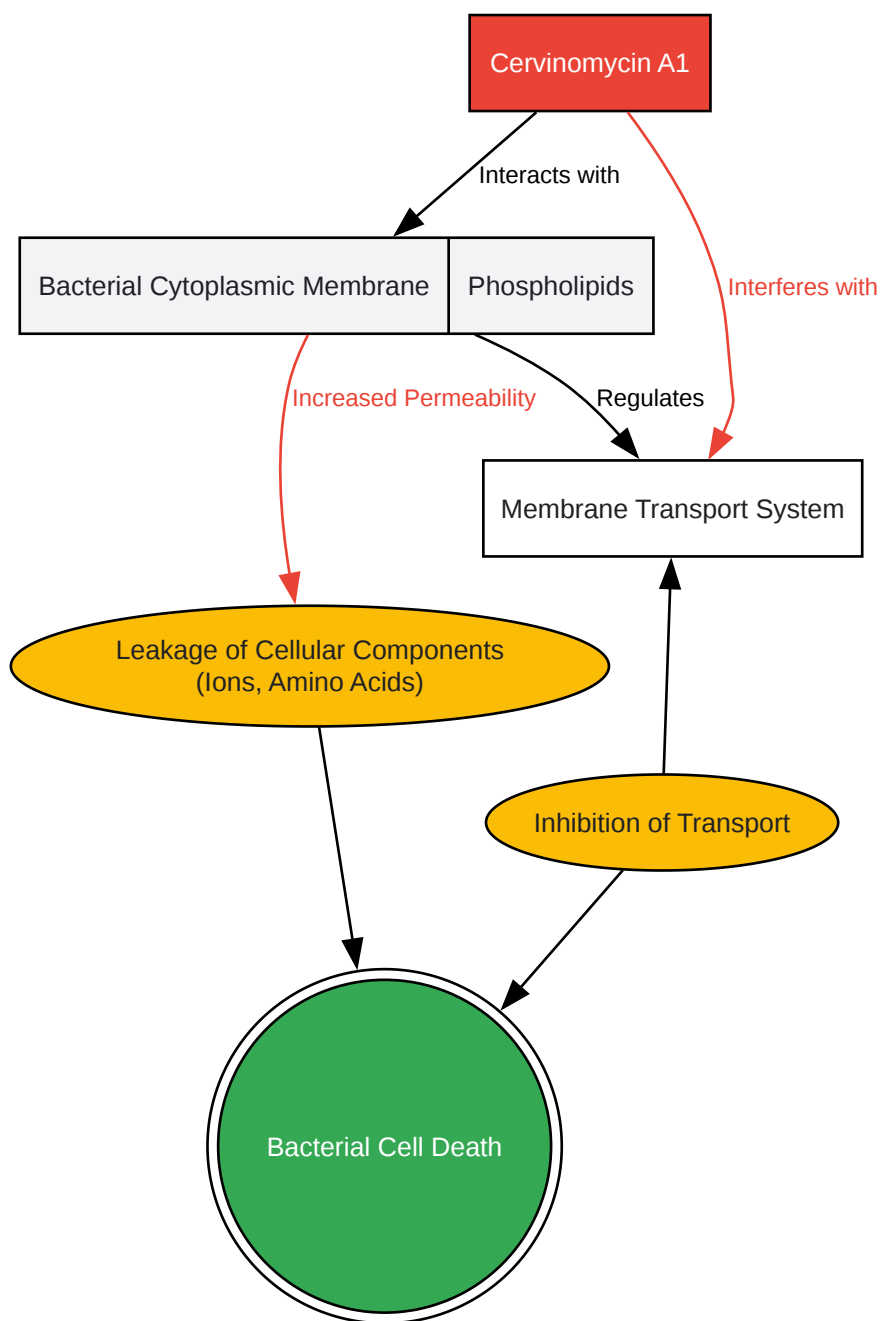 Cervinomycin A1
Interacts with
Bacterial Cytoplasmic Membrane
Phospholipids
Interferes with
Increased Permeability
Regulates
Membrane Transport System
Leakage of Cellular Components
(Ions, Amino Acids)
Inhibition of Transport
Bacterial Cell Death